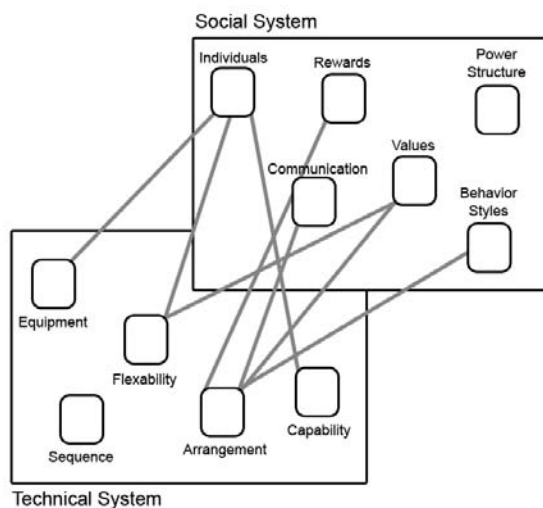 Social System
Individuals
Rewards
Power
Structure
Values
Communication
Behavior
Styles
Equipment
Flexability
Arrangement
Capability
Sequence
Technical System